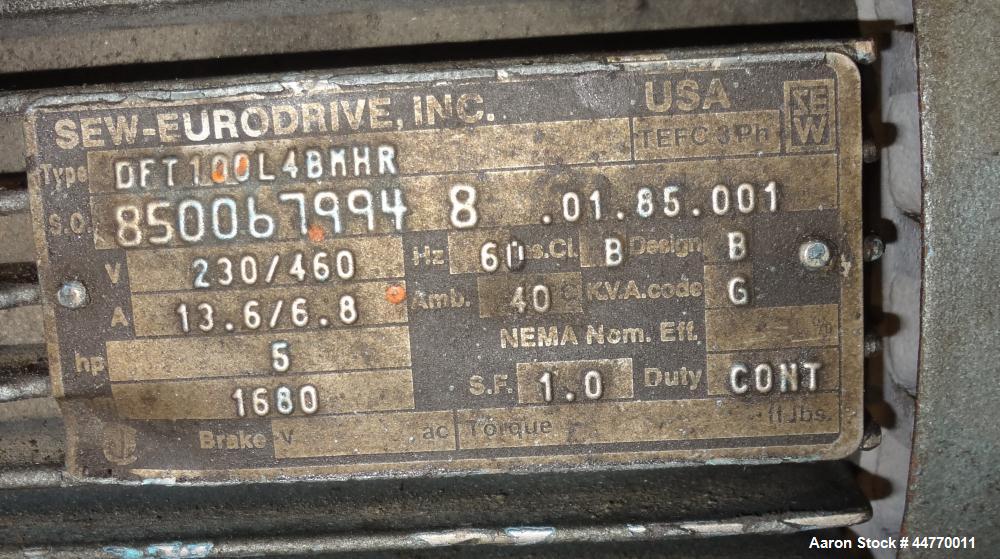 SEW-EURODRIVE, INC. USA SEW
TEFC 3 Ph
Type DFT100L4BMHR
S.O. 850067994 8 .01.85.001
V 230/460 Hz 60 Ins.Cl. B Design B
A 13.6/6.8 Amb. 40 C K.V.A.code G
NEMA Nom. Eff. %
hp 5
S.F. 1.0 Duty CONT
1680
Brake V ac Torque ft.lbs.
Aaron Stock # 44770011